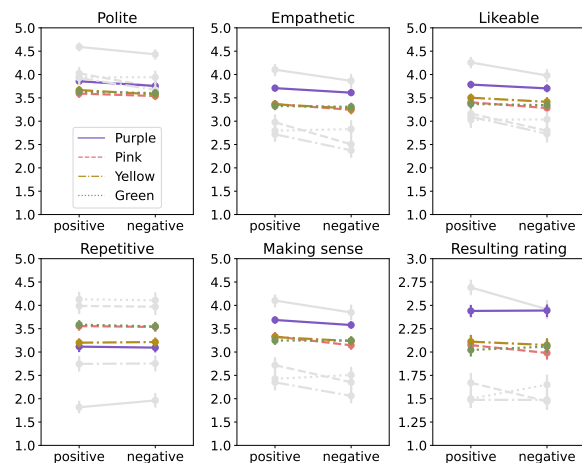 Polite
Empathetic
Likeable
5.0
4.5
4.0
3.5
3.0
2.5
2.0
1.5
1.0
positive
negative
Purple
Pink
Yellow
Green
5.0
4.5
4.0
3.5
3.0
2.5
2.0
1.5
1.0
positive
negative
5.0
4.5
4.0
3.5
3.0
2.5
2.0
1.5
1.0
positive
negative
Repetitive
Making sense
Resulting rating
5.0
4.5
4.0
3.5
3.0
2.5
2.0
1.5
1.0
positive
negative
5.0
4.5
4.0
3.5
3.0
2.5
2.0
1.5
1.0
positive
negative
3.0
2.75
2.5
2.25
2.0
1.75
1.5
1.25
1.0
positive
negative